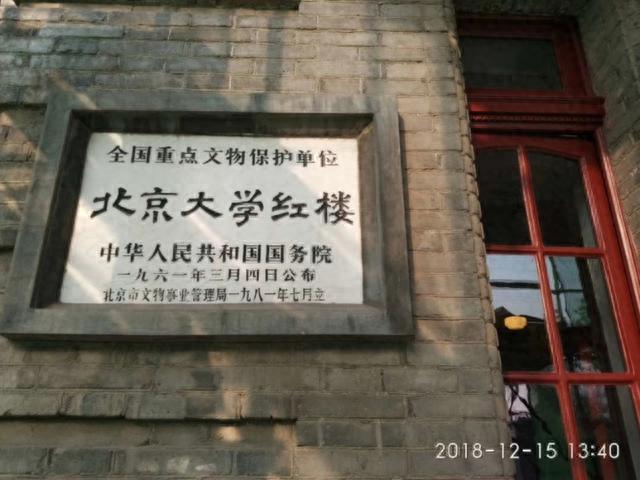 全国重点文物保护单位
北京大学红楼
中华人民共和国国务院
一九六一年三月四日公布
北京市文物事业管理局一九八一年七月立
2018-12-15 13:40